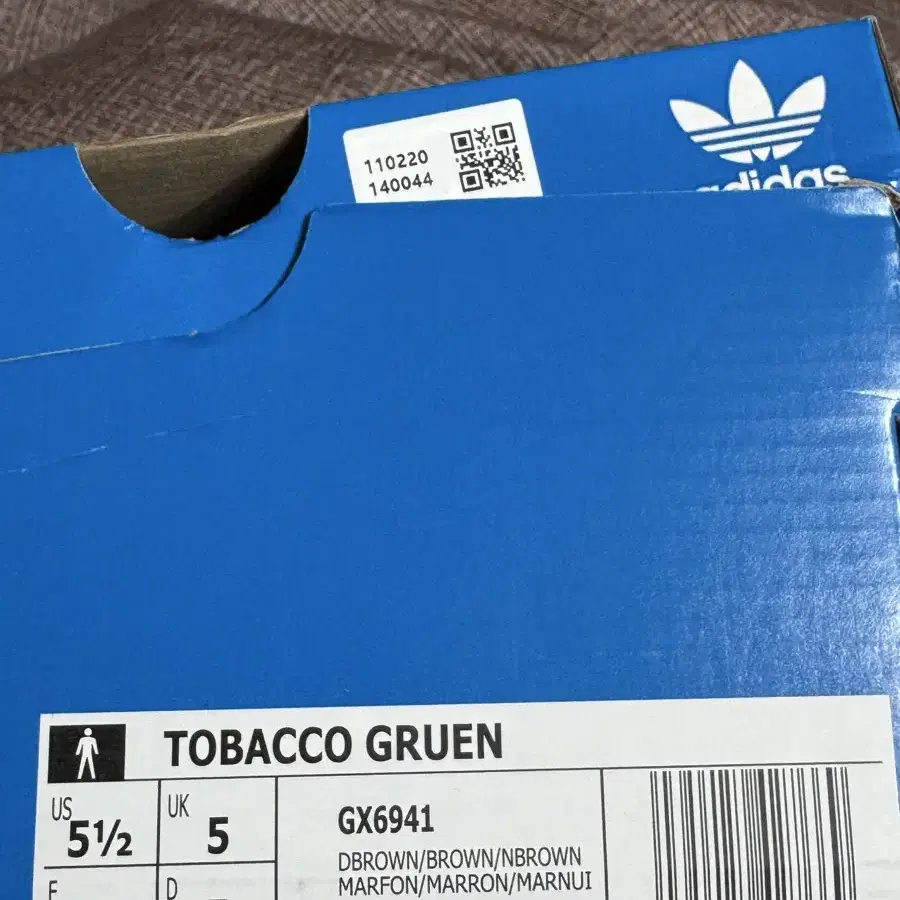 110220
140044
adidas
TOBACCO GRUEN
US
5½
UK
5
GX6941
DBROWN/BROWN/NBROWN
MARFON/MARRON/MARNUI
F
D